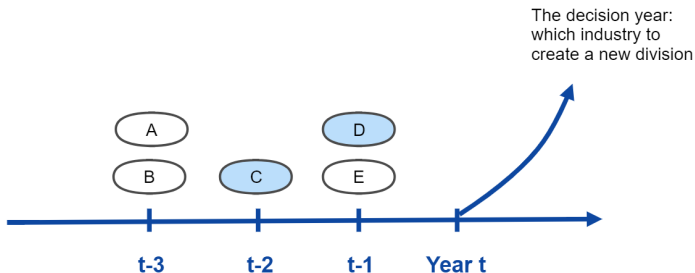 The decision year:
which industry to
create a new division
A
D
B
C
E
t-3
t-2
t-1
Year t